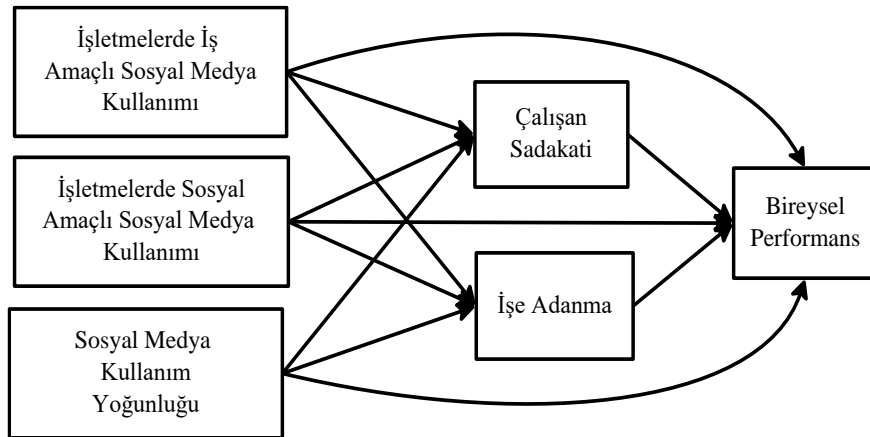 İşletmelerde İş
Amaçlı Sosyal Medya
Kullanımı
İşletmelerde Sosyal
Amaçlı Sosyal Medya
Kullanımı
Sosyal Medya
Kullanım
Yoğunluğu
Çalışan
Sadakati
İşe Adanma
Bireysel
Performans